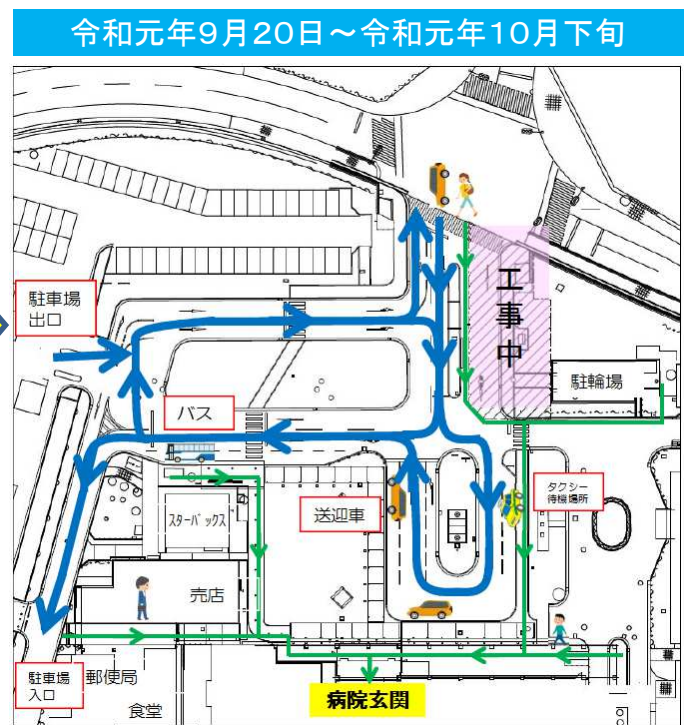 令和元年9月20日～令和元年10月下旬
工事中
駐車場
出口
駐輪場
バス
タクシー
待機場所
送迎車
スターバックス
売店
駐車場
入口
郵便局
食堂
病院玄関